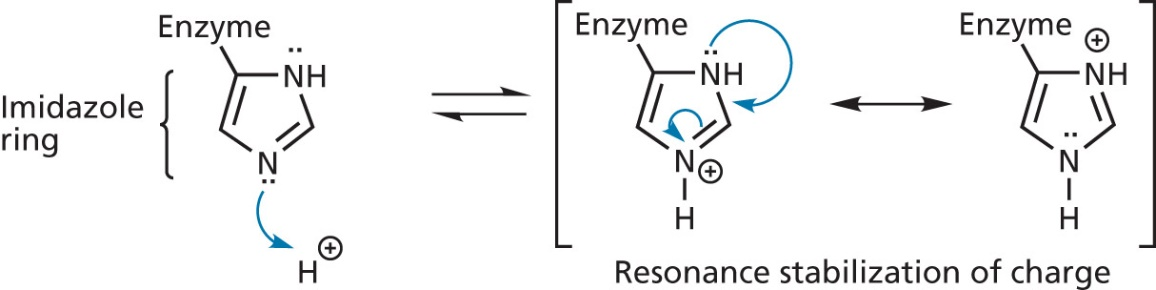 Enzyme
NH
Imidazole
ring
N
H⊕
Enzyme
NH
N⊕
H
Enzyme
⊕
NH
N
H
Resonance stabilization of charge